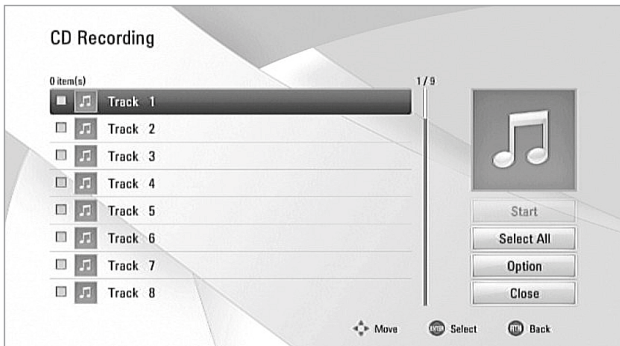 CD Recording
0 item(s)
1 / 9
Track 1
Track 2
Track 3
Track 4
Track 5
Track 6
Track 7
Track 8
Start
Select All
Option
Close
Move
ENTER Select
RTN Back